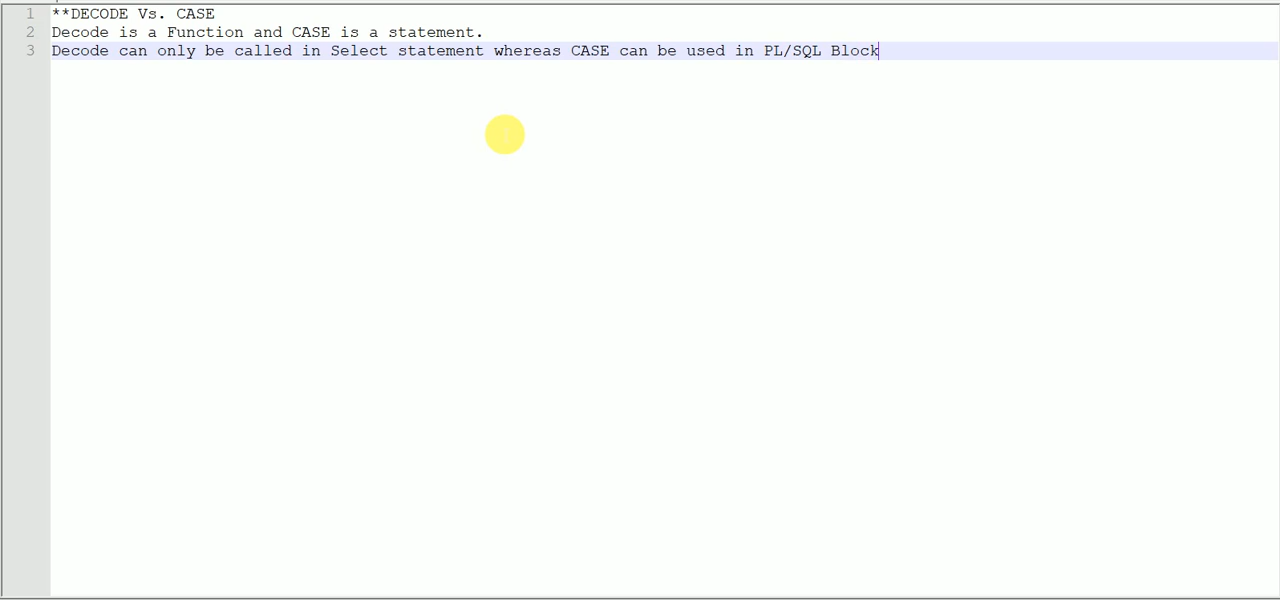 1 **DECODE Vs. CASE
2 Decode is a Function and CASE is a statement.
3 Decode can only be called in Select statement whereas CASE can be used in PL/SQL Block